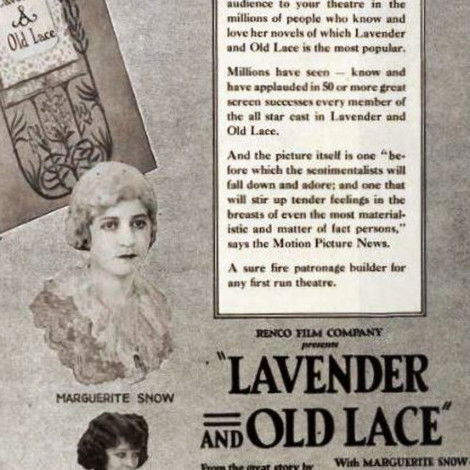 &
Old Lace
audience to your theatre in the
millions of people who know and
love her novels of which Lavender
and Old Lace is the most popular.
Millions have seen — know and
have applauded in 50 or more great
screen successes every member of
the all star cast in Lavender and
Old Lace.
And the picture itself is one "be-
fore which the sentimentalists will
fall down and adore; and one that
will stir up tender feelings in the
breasts of even the most material-
istic and matter of fact persons,"
says the Motion Picture News.
A sure fire patronage builder for
any first run theatre.
RENCO FILM COMPANY
presents
"LAVENDER
AND OLD LACE"
MARGUERITE SNOW
From the great story by With MARGUERITE SNOW